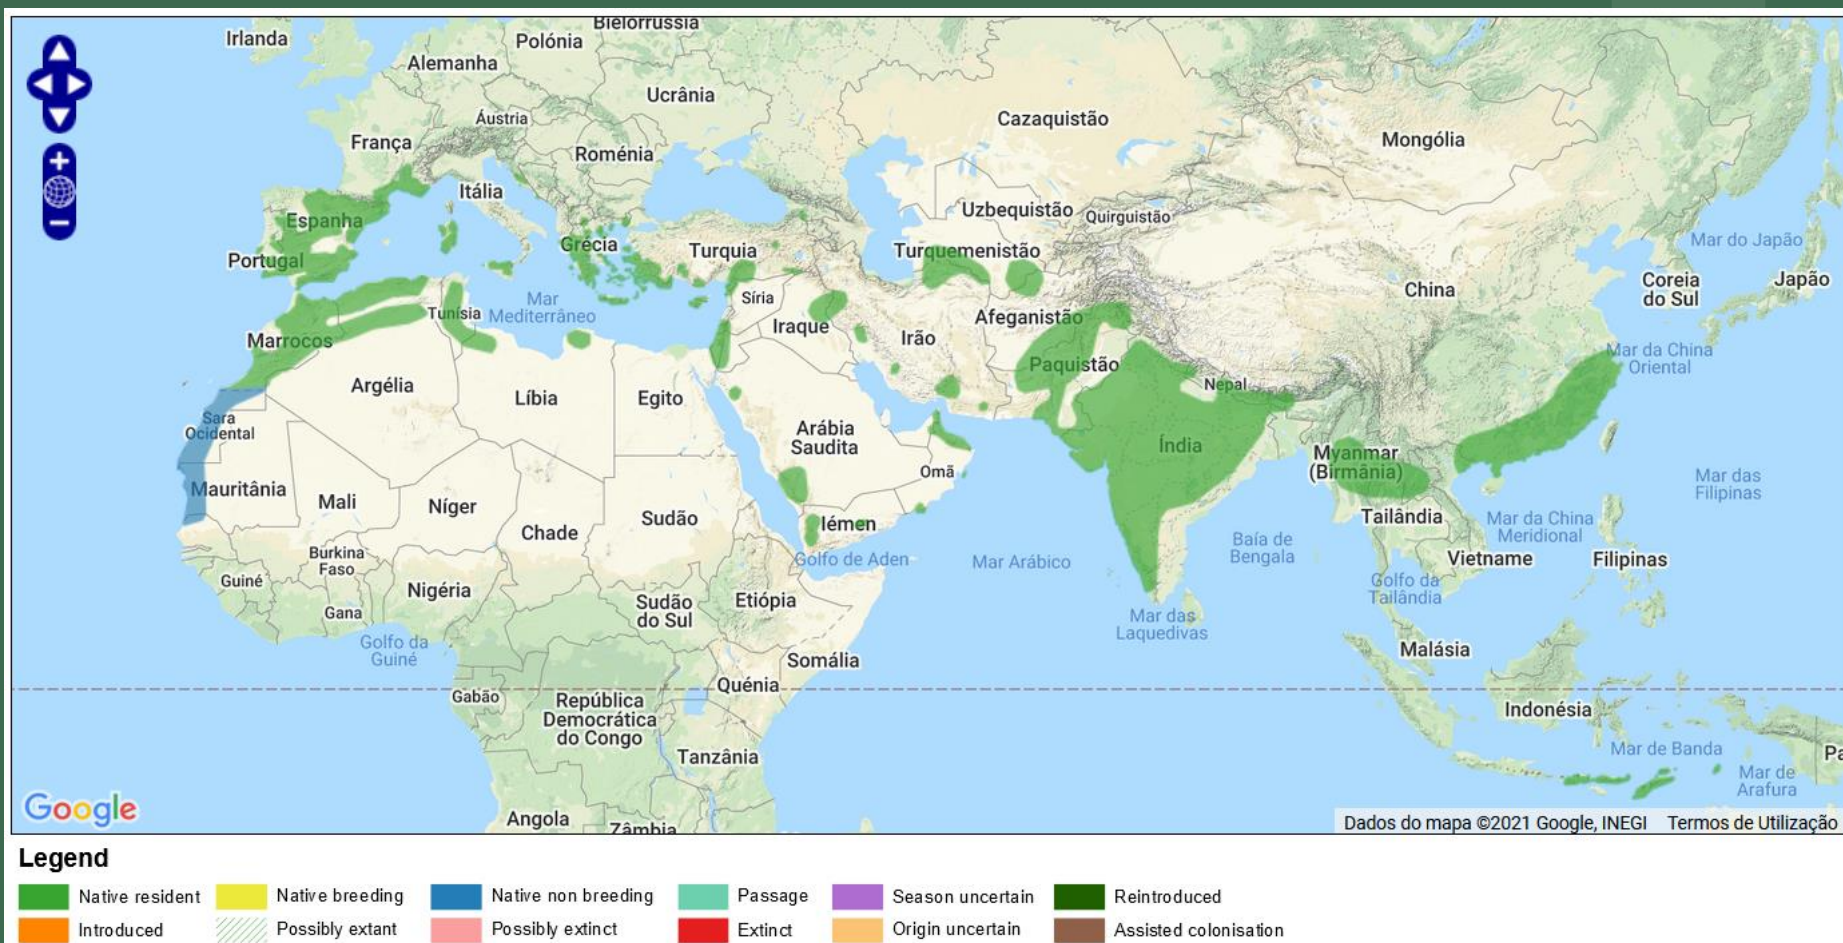 Bielorrússia
Irlanda
Polónia
Alemanha
Ucrânia
Áustria
Cazaquistão
Mongólia
França
Roménia
Itália
Uzbequistão
Quirguistão
Espanha
Grécia
Turquia
Turquemenistão
Mar do Japão
Portugal
Coreia
do Sul
Japão
China
Síria
Mar
Mediterrâneo
Tunísia
Afeganistão
Iraque
Irão
Marrocos
Mar da China
Oriental
Paquistão
Nepal
Argélia
Líbia
Egito
Sara
Ocidental
Arábia
Saudita
Índia
Myanmar
(Birmânia)
Omã
Mar das
Filipinas
Mauritânia
Mali
Níger
Chade
Sudão
Iémen
Tailândia
Mar da China
Meridional
Baía de
Bengala
Golfo de Aden
Mar Arábico
Vietname
Filipinas
Burkina
Faso
Guiné
Nigéria
Gana
Sudão
do Sul
Etiópia
Golfo da
Tailândia
Mar das
Laquedivas
Golfo da
Guiné
Malásia
Somália
Quénia
Gabão
República
Democrática
do Congo
Indonésia
Tanzânia
Mar de Banda
Pa
Mar de
Arafura
Google
Angola
Zâmbia
Dados do mapa ©2021 Google, INEGI Termos de Utilização
Legend
Native resident Native breeding Native non breeding Passage Season uncertain Reintroduced
Introduced Possibly extant Possibly extinct Extinct Origin uncertain Assisted colonisation